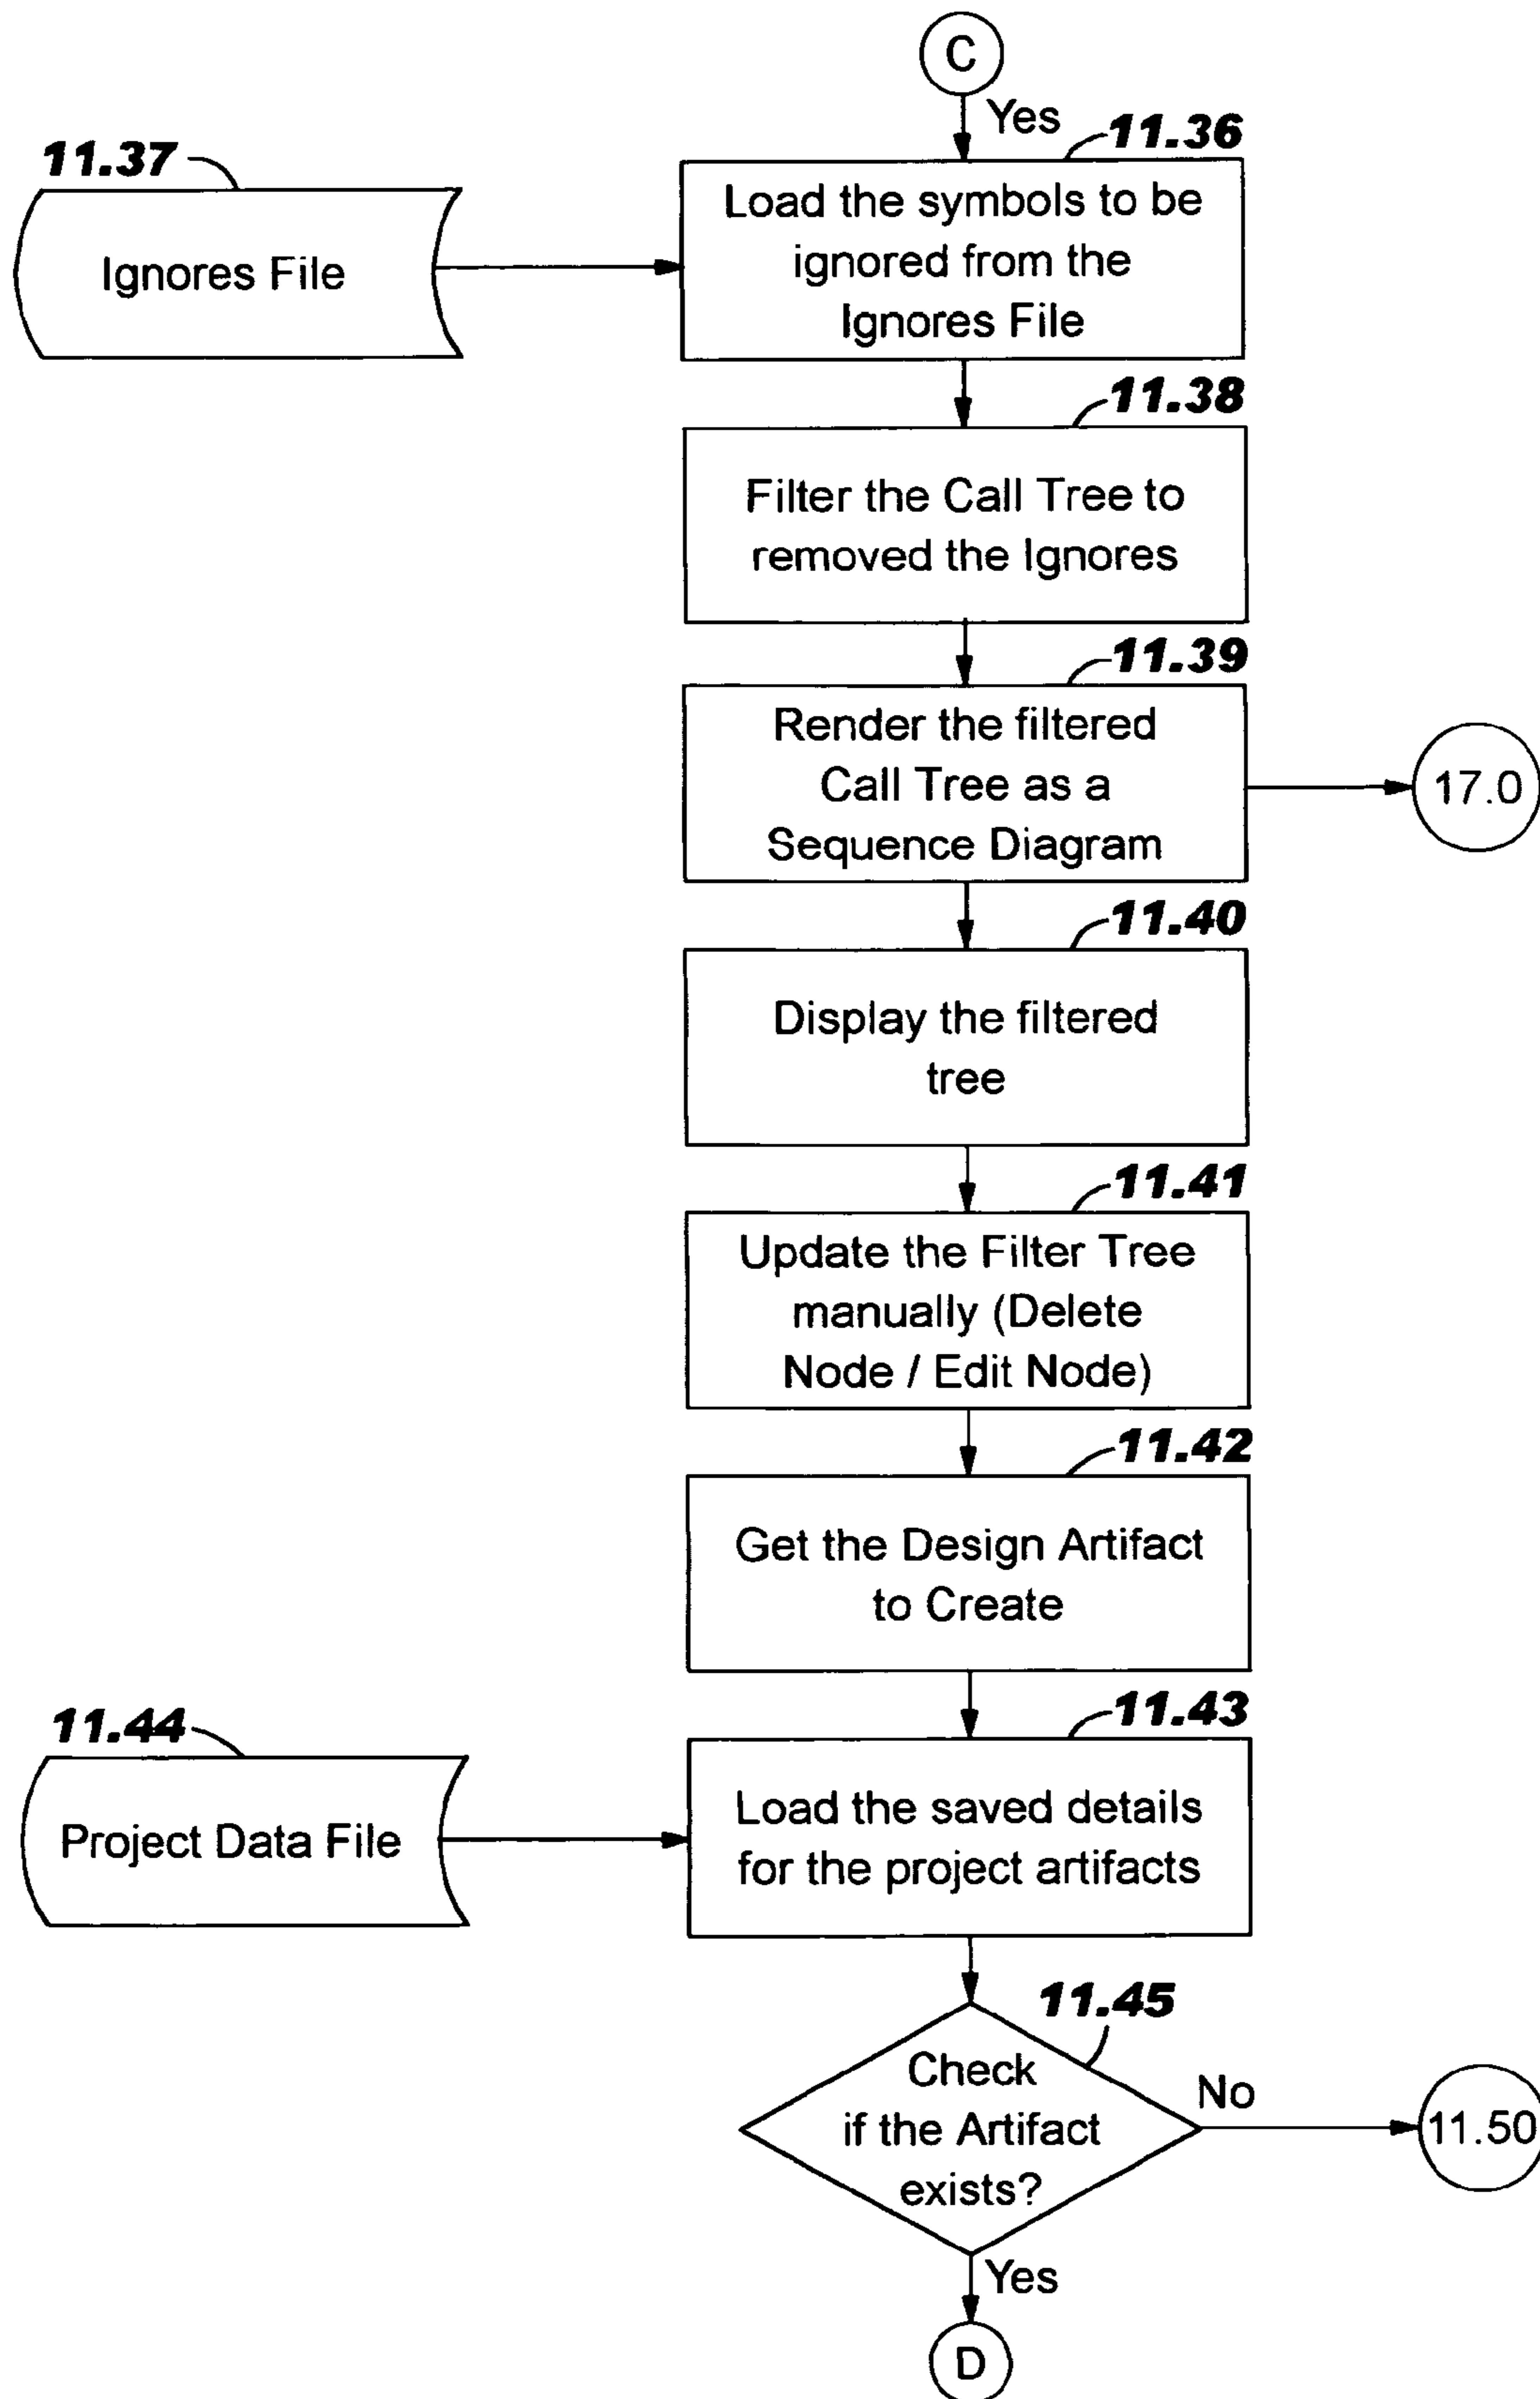 C
Yes
11.36
11.37
Load the symbols to be
ignored from the
Ignores File
Ignores File
11.38
Filter the Call Tree to
removed the Ignores
11.39
Render the filtered
Call Tree as a
Sequence Diagram
17.0
11.40
Display the filtered
tree
11.41
Update the Filter Tree
manually (Delete
Node / Edit Node)
11.42
Get the Design Artifact
to Create
11.43
11.44
Load the saved details
for the project artifacts
Project Data File
11.45
Check
if the Artifact
exists?
No
11.50
Yes
D